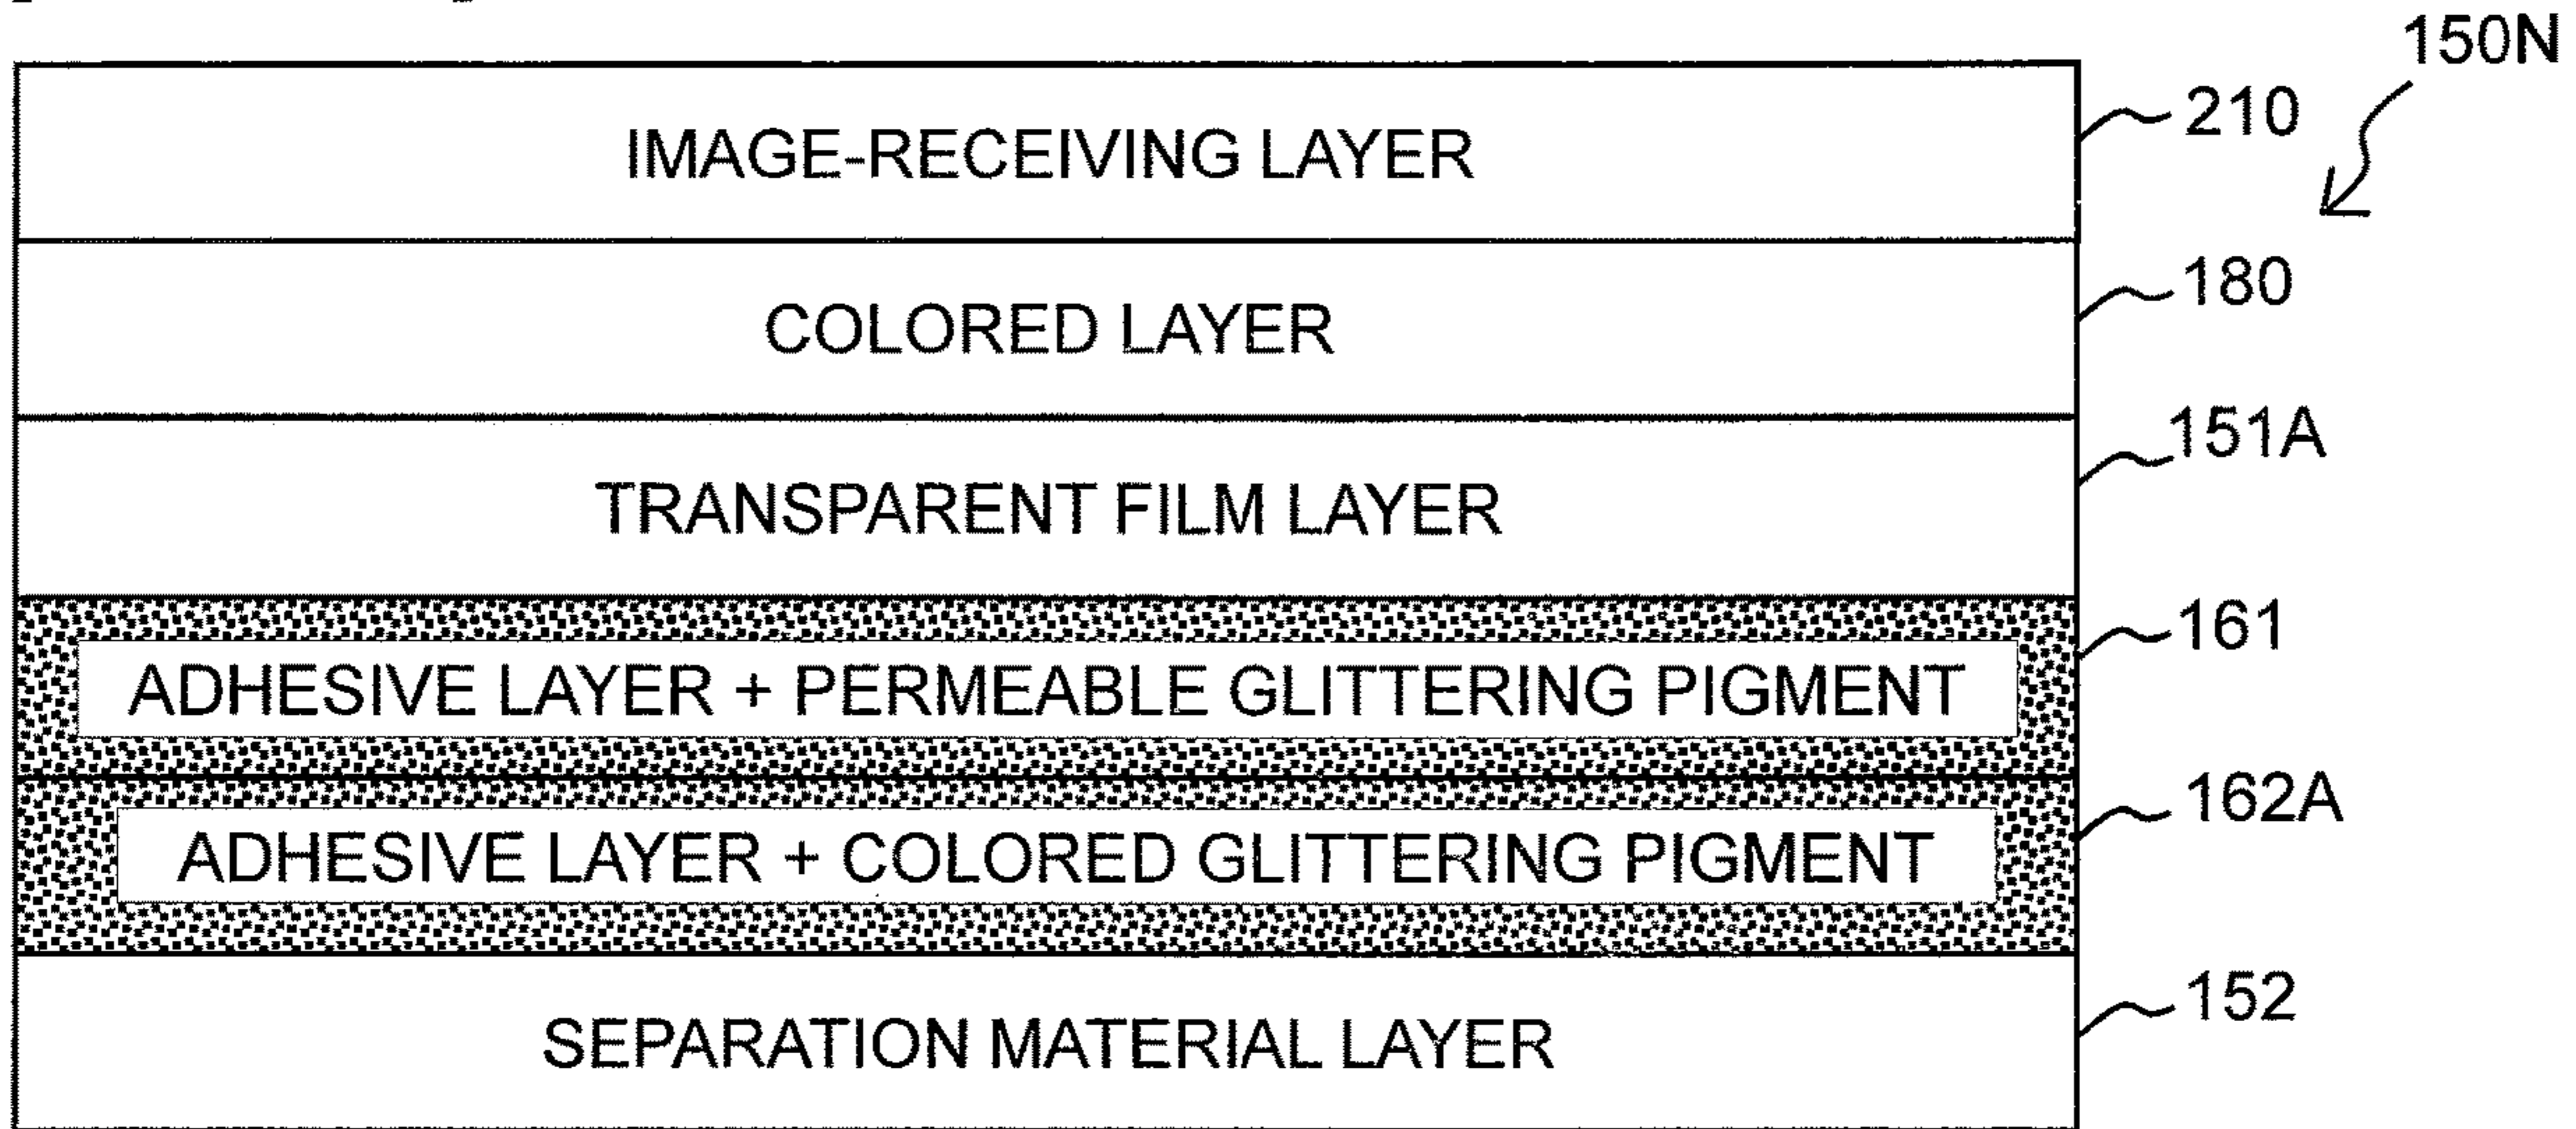 150N
IMAGE-RECEIVING LAYER
210
COLORED LAYER
180
TRANSPARENT FILM LAYER
151A
ADHESIVE LAYER + PERMEABLE GLITTERING PIGMENT
161
ADHESIVE LAYER + COLORED GLITTERING PIGMENT
162A
SEPARATION MATERIAL LAYER
152